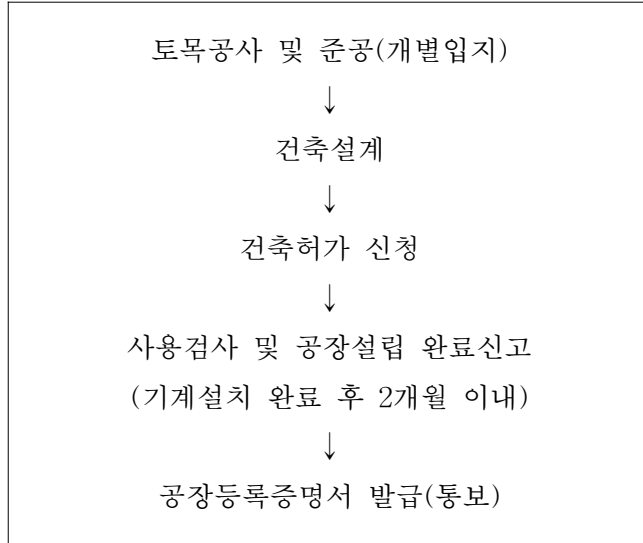 토목공사 및 준공(개별입지)
↓
건축설계
↓
건축허가 신청
↓
사용검사 및 공장설립 완료신고
(기계설치 완료 후 2개월 이내)
↓
공장등록증명서 발급(통보)